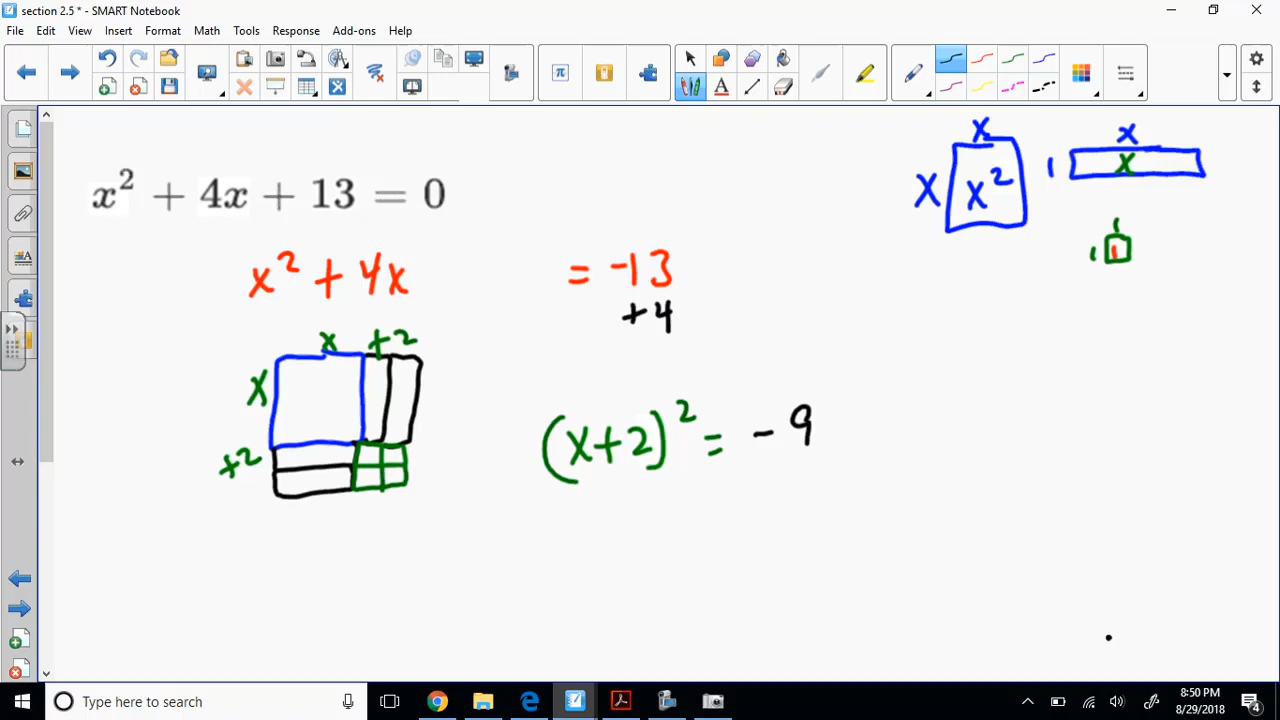 section 2.5 * - SMART Notebook
File Edit View Insert Format Math Tools Response Add-ons Help
x² + 4x + 13 = 0
x² + 4x = -13
+4
x +2
x
+2
(x+2)² = -9
x
x x²
x
1 x
1
1 1
Type here to search
8:50 PM
8/29/2018
4